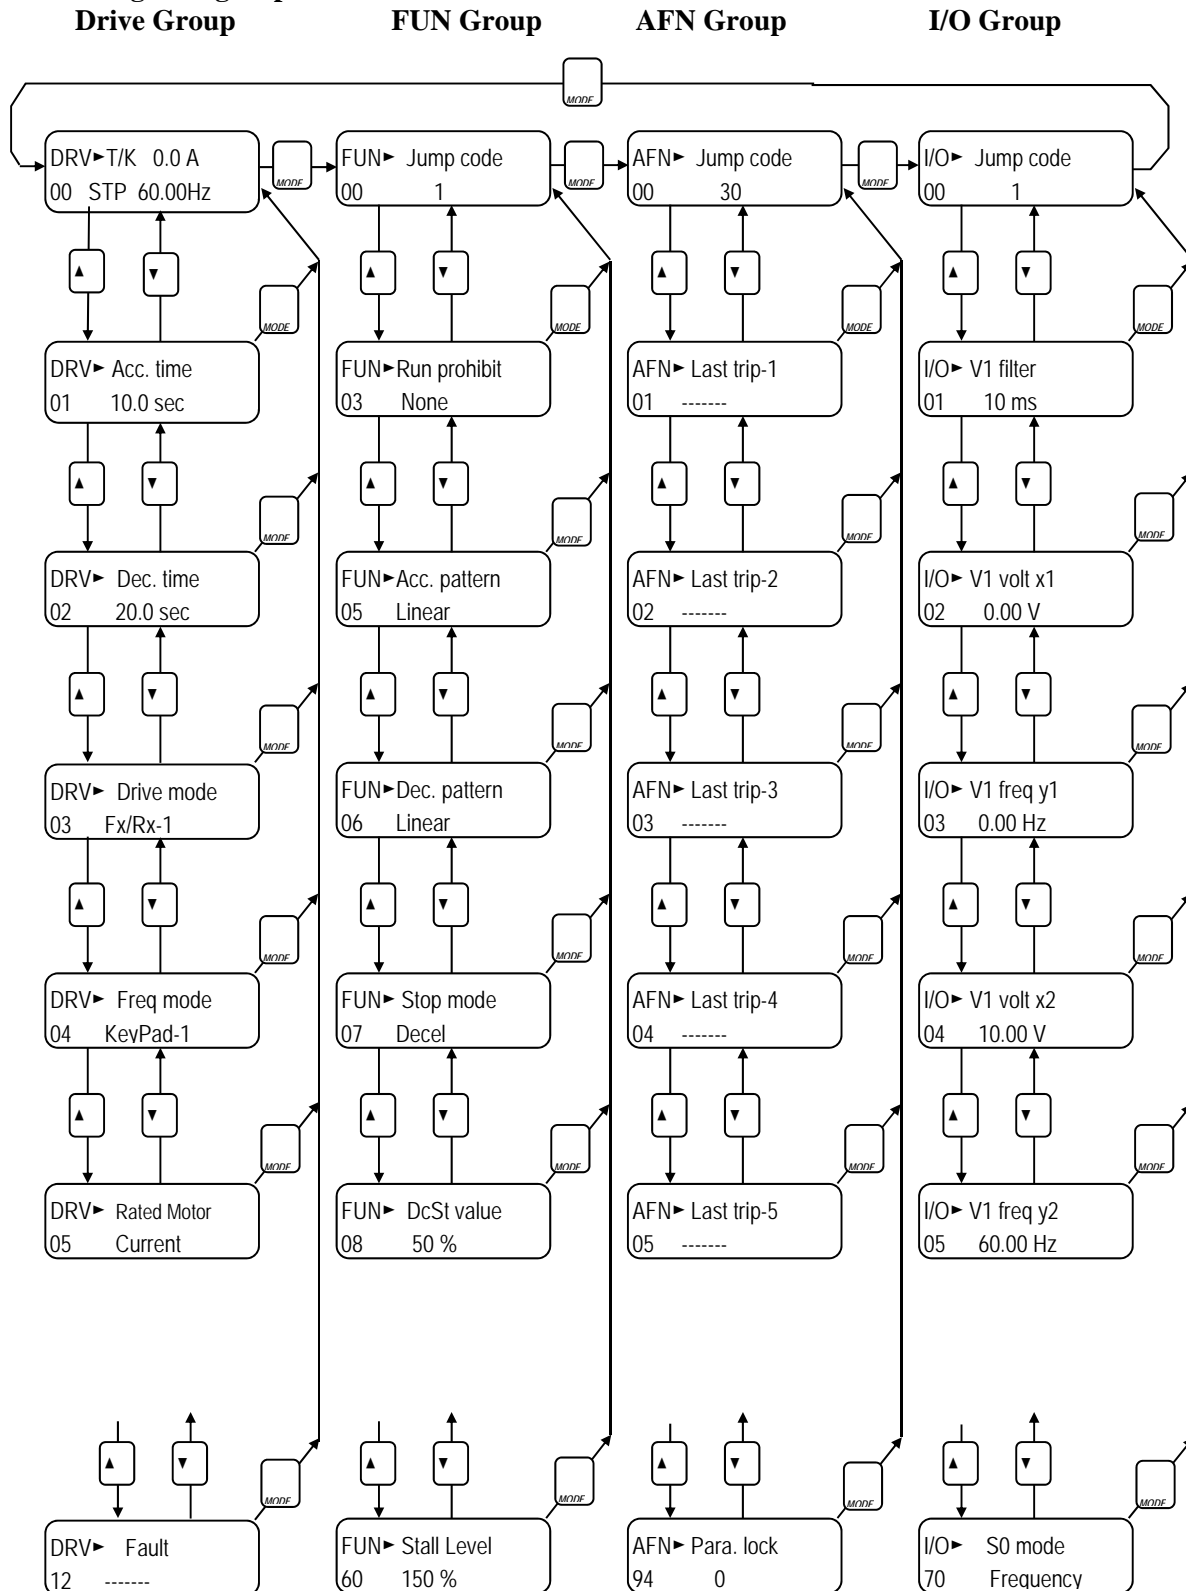 Drive Group FUN Group AFN Group I/O Group
MODE
DRV► T/K 0.0 A
00 STP 60.00Hz
MODE
FUN► Jump code
00 1
MODE
AFN► Jump code
00 30
MODE
I/O► Jump code
00 1
▲ ▼ MODE ▲ ▼ MODE ▲ ▼ MODE ▲ ▼ MODE
DRV► Acc. time
01 10.0 sec
FUN► Run prohibit
03 None
AFN► Last trip-1
01 -------
I/O► V1 filter
01 10 ms
▲ ▼ MODE ▲ ▼ MODE ▲ ▼ MODE ▲ ▼ MODE
DRV► Dec. time
02 20.0 sec
FUN► Acc. pattern
05 Linear
AFN► Last trip-2
02 -------
I/O► V1 volt x1
02 0.00 V
▲ ▼ MODE ▲ ▼ MODE ▲ ▼ MODE ▲ ▼ MODE
DRV► Drive mode
03 Fx/Rx-1
FUN► Dec. pattern
06 Linear
AFN► Last trip-3
03 -------
I/O► V1 freq y1
03 0.00 Hz
▲ ▼ MODE ▲ ▼ MODE ▲ ▼ MODE ▲ ▼ MODE
DRV► Freq mode
04 KeyPad-1
FUN► Stop mode
07 Decel
AFN► Last trip-4
04 -------
I/O► V1 volt x2
04 10.00 V
▲ ▼ MODE ▲ ▼ MODE ▲ ▼ MODE ▲ ▼ MODE
DRV► Rated Motor
05 Current
FUN► DcSt value
08 50 %
AFN► Last trip-5
05 -------
I/O► V1 freq y2
05 60.00 Hz
▲ ▼ MODE ▲ ▼ MODE ▲ ▼ MODE ▲ ▼ MODE
DRV► Fault
12 -------
FUN► Stall Level
60 150 %
AFN► Para. lock
94 0
I/O► S0 mode
70 Frequency